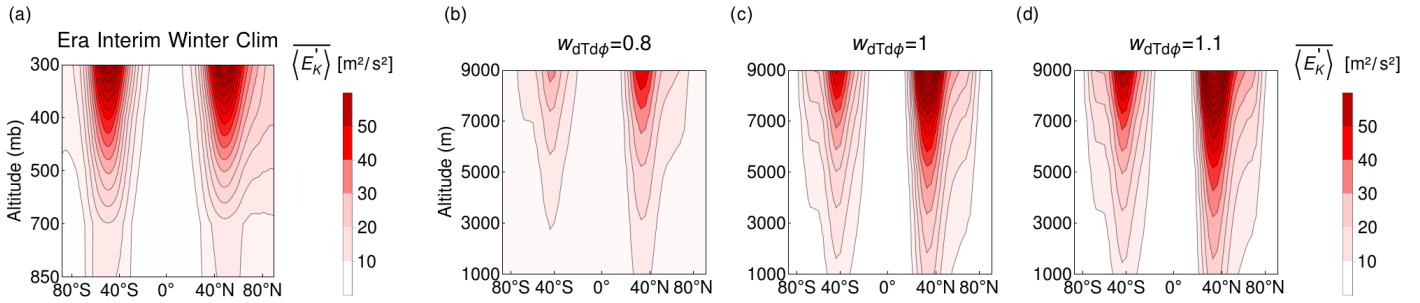 (a)
Era Interim Winter Clim
⟨E'K⟩ [m²/s²]
300
400
500
700
850
Altitude (mb)
80°S 40°S 0° 40°N 80°N
50
40
30
20
10
(b)
wdTdϕ=0.8
9000
7000
5000
3000
1000
Altitude (m)
80°S 40°S 0° 40°N 80°N
(c)
wdTdϕ=1
9000
7000
5000
3000
1000
80°S 40°S 0° 40°N 80°N
(d)
wdTdϕ=1.1
9000
7000
5000
3000
1000
80°S 40°S 0° 40°N 80°N
⟨E'K⟩ [m²/s²]
50
40
30
20
10